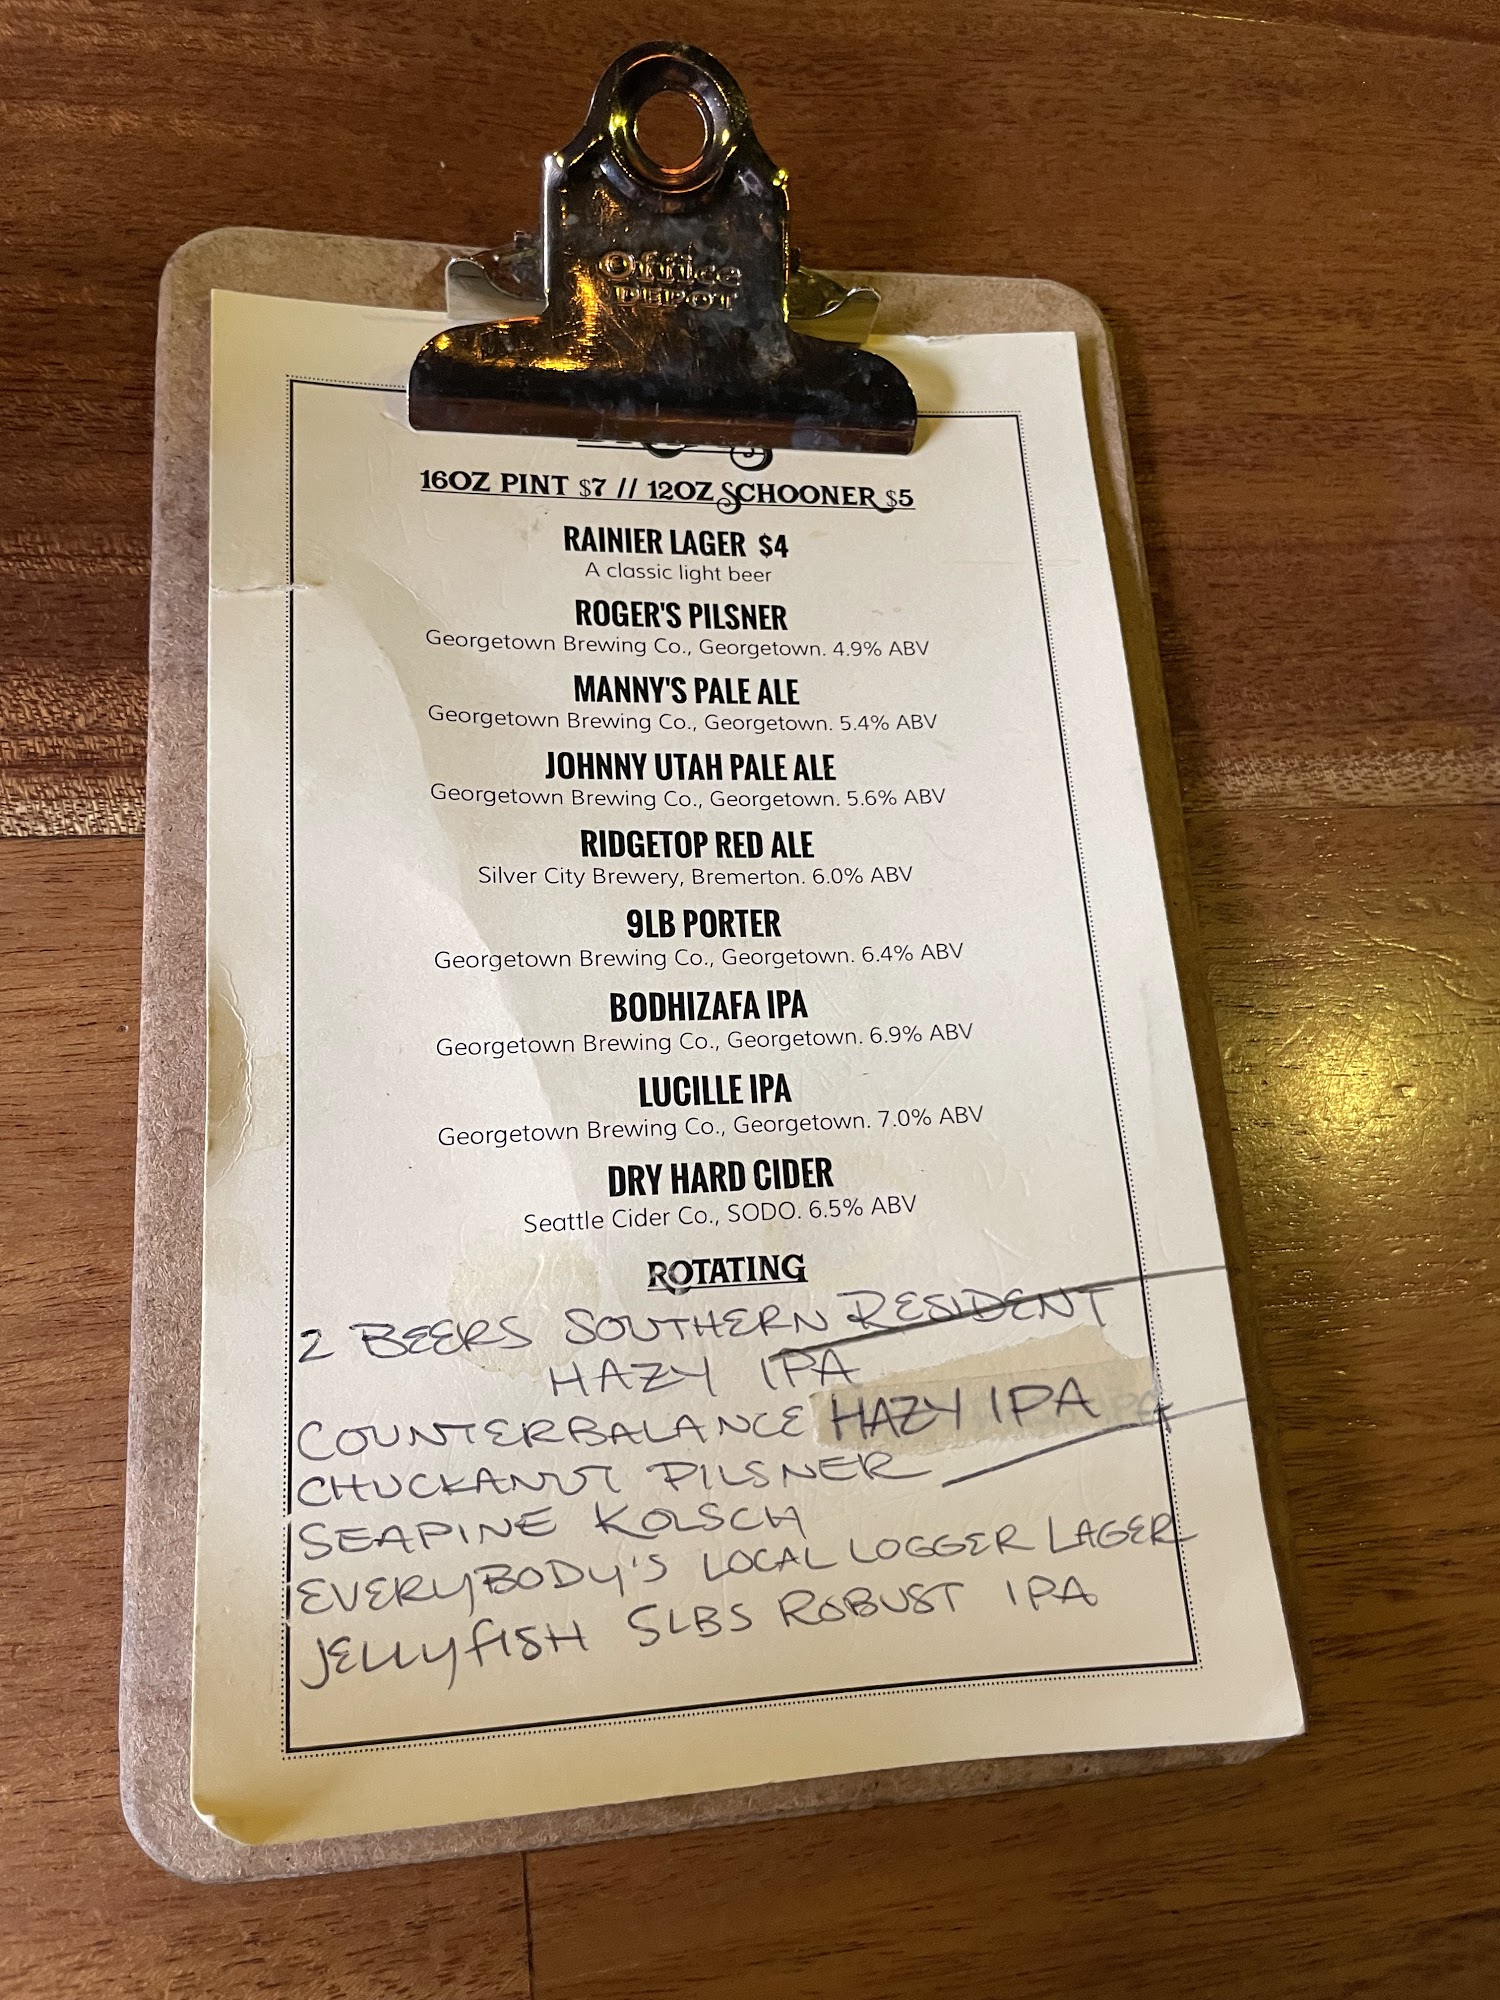 Office
DEPOT
16OZ PINT $7 // 12OZ SCHOONER $5
RAINIER LAGER $4
A classic light beer
ROGER'S PILSNER
Georgetown Brewing Co., Georgetown. 4.9% ABV
MANNY'S PALE ALE
Georgetown Brewing Co., Georgetown. 5.4% ABV
JOHNNY UTAH PALE ALE
Georgetown Brewing Co., Georgetown. 5.6% ABV
RIDGETOP RED ALE
Silver City Brewery, Bremerton. 6.0% ABV
9LB PORTER
Georgetown Brewing Co., Georgetown. 6.4% ABV
BODHIZAFA IPA
Georgetown Brewing Co., Georgetown. 6.9% ABV
LUCILLE IPA
Georgetown Brewing Co., Georgetown. 7.0% ABV
DRY HARD CIDER
Seattle Cider Co., SODO. 6.5% ABV
ROTATING
2 BEERS SOUTHERN RESIDENT
HAZY IPA
COUNTERBALANCE HAZY IPA
CHUCKANUT PILSNER
SEAPINE KOLSCH
EVERYBODY'S LOCAL LOGGER LAGER
JELLYFISH SLBS ROBUST IPA